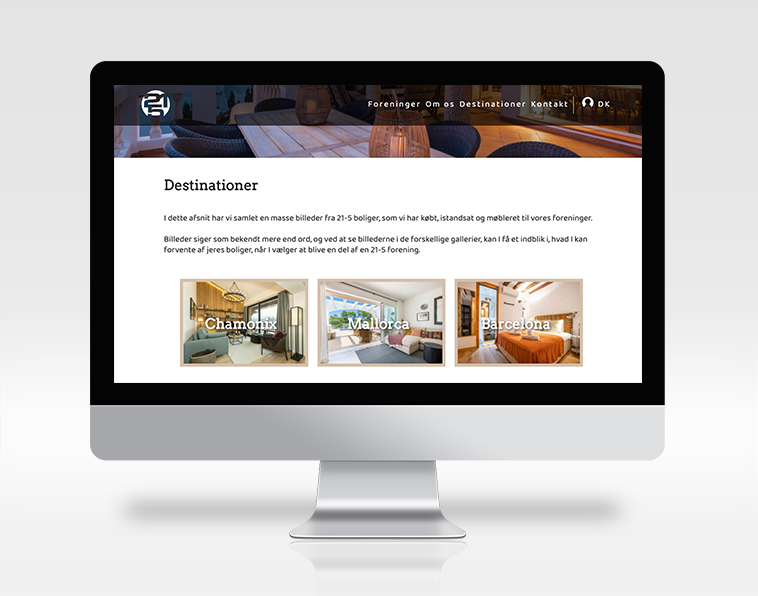 21
5
Foreninger Om os Destinationer Kontakt DK
Destinationer
I dette afsnit har vi samlet en masse billeder fra 21-5 boliger, som vi har købt, istandsat og møbleret til vores foreninger.
Billeder siger som bekendt mere end ord, og ved at se billederne i de forskellige gallerier, kan I få et indblik i, hvad I kan
forvente af jeres boliger, når I vælger at blive en del af en 21-5 forening.
Chamonix Mallorca Barcelona